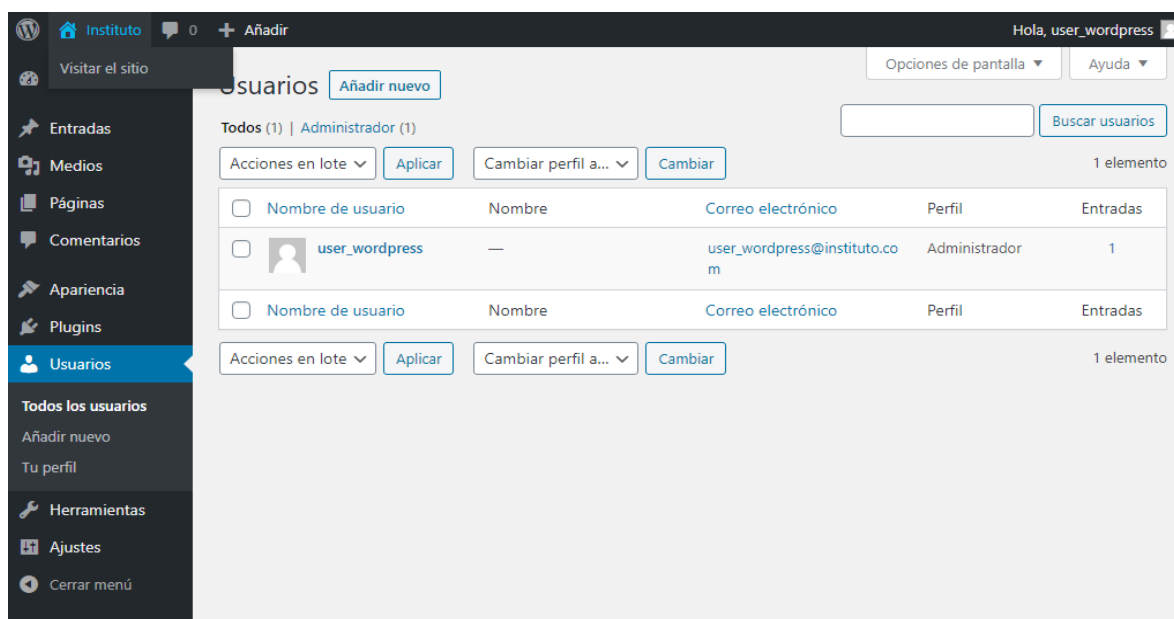 Instituto 0 Añadir Hola, user_wordpress
Visitar el sitio
Opciones de pantalla Ayuda
Usuarios Añadir nuevo
Todos (1) | Administrador (1)
Buscar usuarios
Acciones en lote Aplicar Cambiar perfil a... Cambiar 1 elemento
Nombre de usuario Nombre Correo electrónico Perfil Entradas
user_wordpress — user_wordpress@instituto.co Administrador 1
m
Nombre de usuario Nombre Correo electrónico Perfil Entradas
Acciones en lote Aplicar Cambiar perfil a... Cambiar 1 elemento
Entradas
Medios
Páginas
Comentarios
Apariencia
Plugins
Usuarios
Todos los usuarios
Añadir nuevo
Tu perfil
Herramientas
Ajustes
Cerrar menú